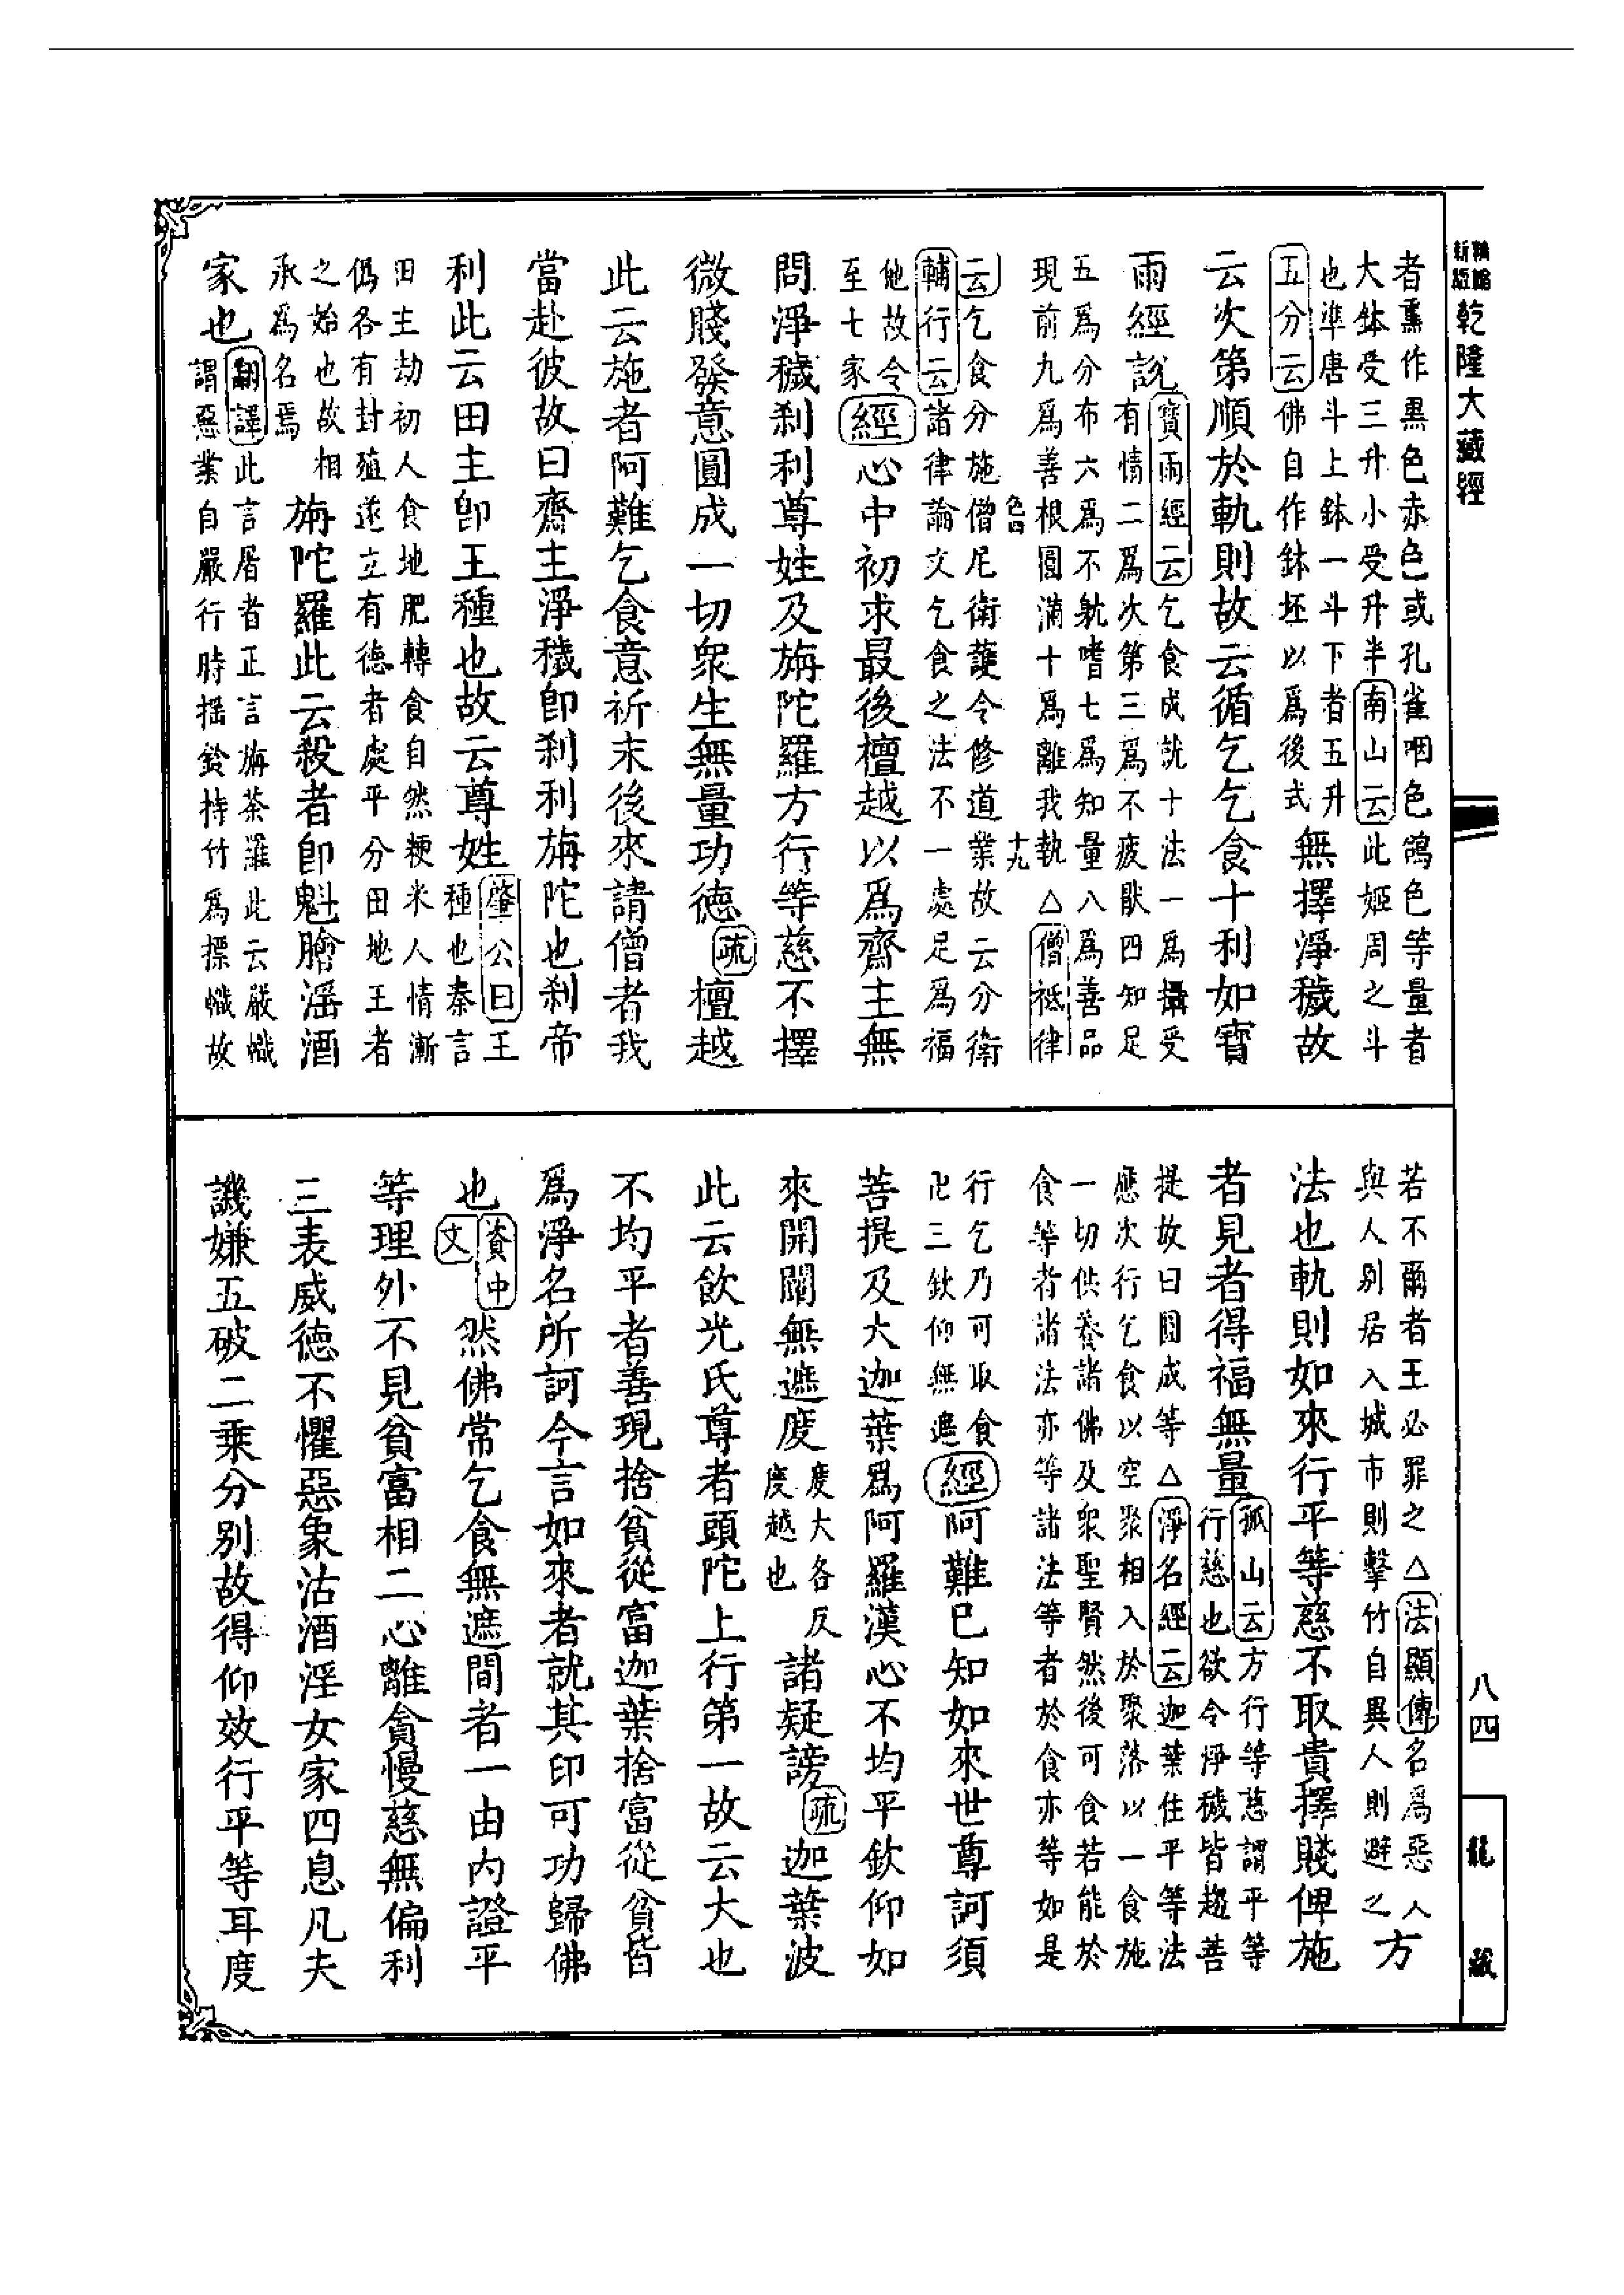 乾隆大藏經
者熏作黑色赤色或孔雀咽色鴿色等量者
大鉢受三升小受升半南山云此姬周之斗
也準唐斗上鉢一斗下者五升
五分云佛自作鉢坯以爲後式無擇淨穢故
云次第順於軌則故云循乞乞食十利如寶
雨經說
寶雨經云乞食成就十法一爲攝受
有情二爲次第三爲不疲猒四知足
五爲分布六爲不躭嗜七爲知量八爲善品
現前九爲善根圓滿十爲離我執△僧祇律
色四
十九
云乞食分施僧尼衛護令修道業故云分衛
輔行云諸律論文乞食之法不一處足爲福
他故令
至七家經心中初求最後檀越以爲齋主無
問淨穢刹利尊姓及旃陀羅方行等慈不擇
微賤發意圓成一切衆生無量功德疏檀越
此云施者阿難乞食意祈末後來請僧者我
當赴彼故曰齋主淨穢即刹利旃陀也刹帝
利此云田主即王種也故云尊姓
肇公曰王
種也秦言
田主劫初人食地肥轉食自然粳米人情漸
僞各有封殖遂立有德者處平分田地王者
之始也故相
承爲名焉旃陀羅此云殺者即魁膾淫酒
家也
翻譯此言屠者正言旃茶羅此云嚴幟
謂惡業自嚴行時搖鈴持竹爲摽幟故
若不爾者王必罪之△法顯傳名爲惡人
與人別居入城市則擊竹自異人則避之方
法也軌則如來行平等慈不取貴擇賤俾施
者見者得福無量
孤山云方行等慈謂平等
行慈也欲令淨穢皆趨菩
提故曰圓成等△淨名經云迦葉住平等法
應次行乞食以空聚相入於聚落以一食施
一切供養諸佛及衆聖賢然後可食若能於
食等者諸法亦等諸法等者於食亦等如是
行乞乃可取食
卍三欽仰無遮經阿難已知如來世尊訶須
菩提及大迦葉爲阿羅漢心不均平欽仰如
來開闡無遮度
度大各反
度越也諸疑謗疏迦葉波
此云飲光氏尊者頭陀上行第一故云大也
不均平者善現捨貧從富迦葉捨富從貧皆
爲淨名所訶今言如來者就其印可功歸佛
也
資中
文然佛常乞食無遮間者一由內證平
等理外不見貧富相二心離貪慢慈無偏利
三表威德不懼惡象沽酒淫女家四息凡夫
譏嫌五破二乘分別故得仰效行平等耳度
八四
龍
藏